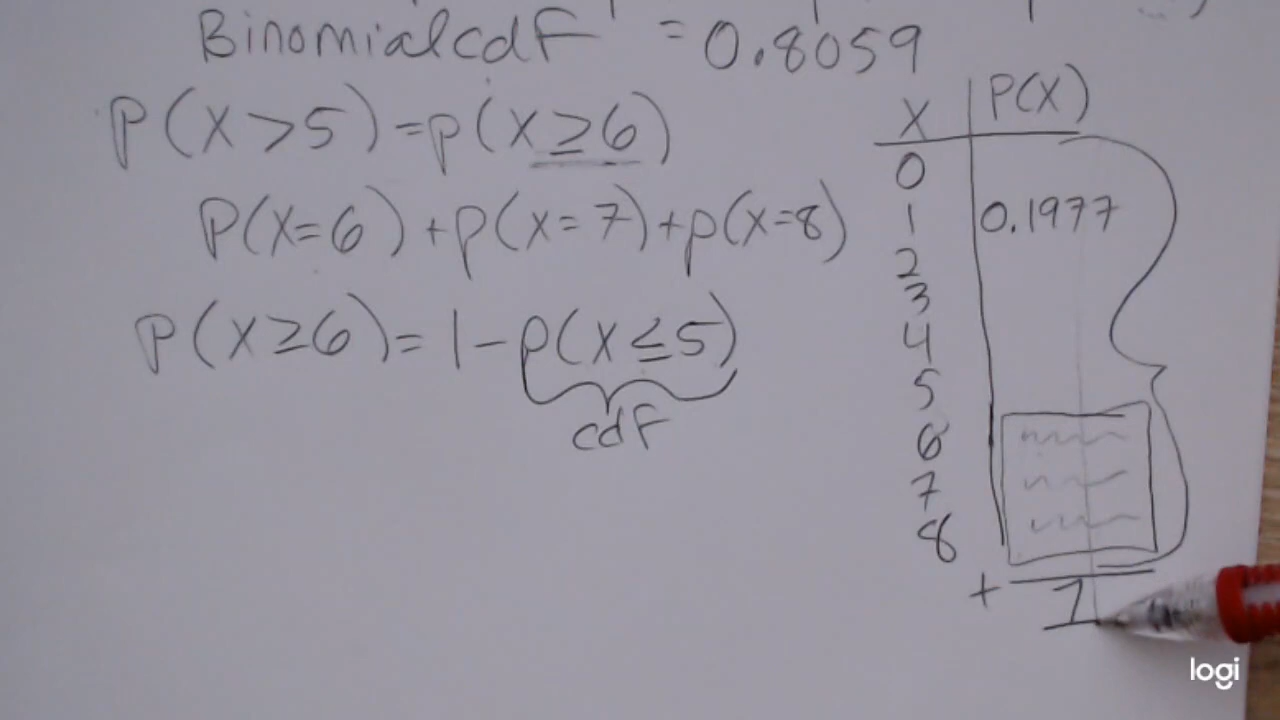 Binomialcdf = 0.8059
P(X>5)=p(X≥6)
P(X=6)+p(X=7)+p(X=8)
P(X≥6)=1-p(X≤5)
cdf
X P(X)
0
1 0.1977
2
3
4
5
6
7
8
+ 1
logi